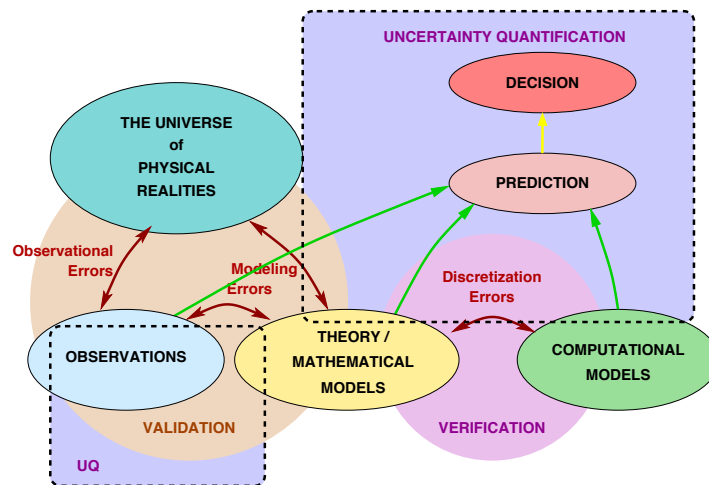 UNCERTAINTY QUANTIFICATION
DECISION
THE UNIVERSE
of
PHYSICAL
REALITIES
PREDICTION
Observational
Errors
Modeling
Errors
Discretization
Errors
OBSERVATIONS
THEORY /
MATHEMATICAL
MODELS
COMPUTATIONAL
MODELS
VALIDATION
VERIFICATION
UQ